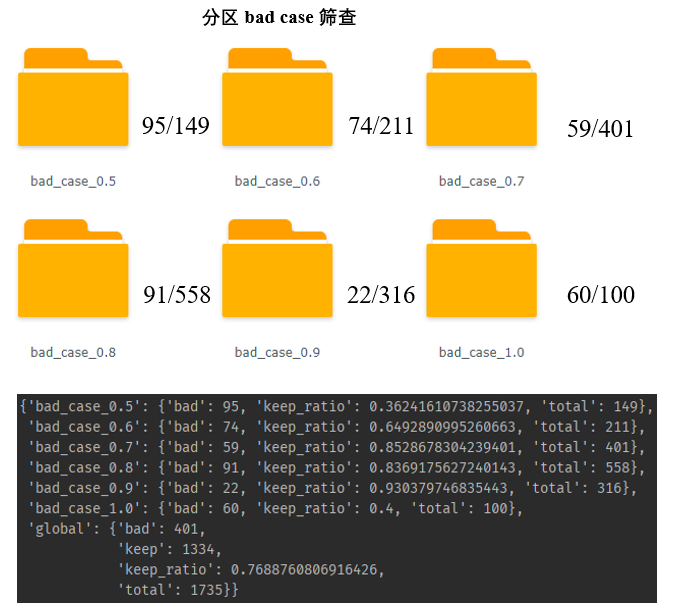 分区 bad case 筛查
95/149 74/211 59/401
bad_case_0.5 bad_case_0.6 bad_case_0.7
91/558 22/316 60/100
bad_case_0.8 bad_case_0.9 bad_case_1.0
{'bad_case_0.5': {'bad': 95, 'keep_ratio': 0.36241610738255037, 'total': 149},
'bad_case_0.6': {'bad': 74, 'keep_ratio': 0.6492890995260663, 'total': 211},
'bad_case_0.7': {'bad': 59, 'keep_ratio': 0.8528678304239401, 'total': 401},
'bad_case_0.8': {'bad': 91, 'keep_ratio': 0.8369175627240143, 'total': 558},
'bad_case_0.9': {'bad': 22, 'keep_ratio': 0.930379746835443, 'total': 316},
'bad_case_1.0': {'bad': 60, 'keep_ratio': 0.4, 'total': 100},
'global': {'bad': 401,
'keep': 1334,
'keep_ratio': 0.7688760806916426,
'total': 1735}}